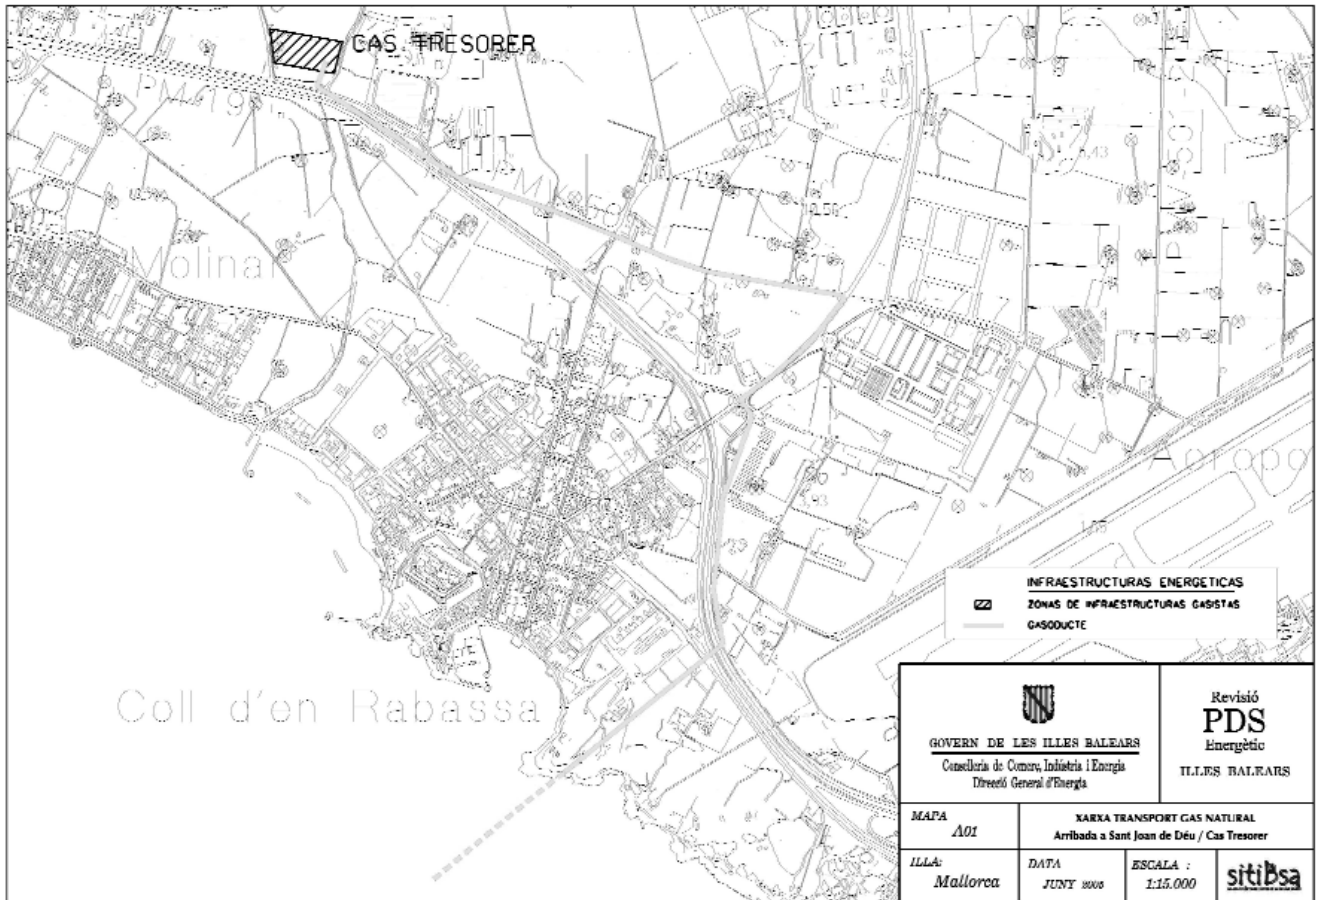 CAS TRESORER
PM-19
Molinar
Coll d'en Rabassa
INFRAESTRUCTURAS ENERGETICAS
ZONAS DE INFRAESTRUCTURAS GASISTAS
GASODUCTE
GOVERN DE LES ILLES BALEARS
Conselleria de Comerç, Indústria i Energia
Direcció General d'Energia
Revisió
PDS
Energètic
ILLES BALEARS
MAPA
A01
XARXA TRANSPORT GAS NATURAL
Arribada a Sant Joan de Déu / Cas Tresorer
ILLA:
Mallorca
DATA
JUNY
ESCALA :
1:15.000
sitibsa